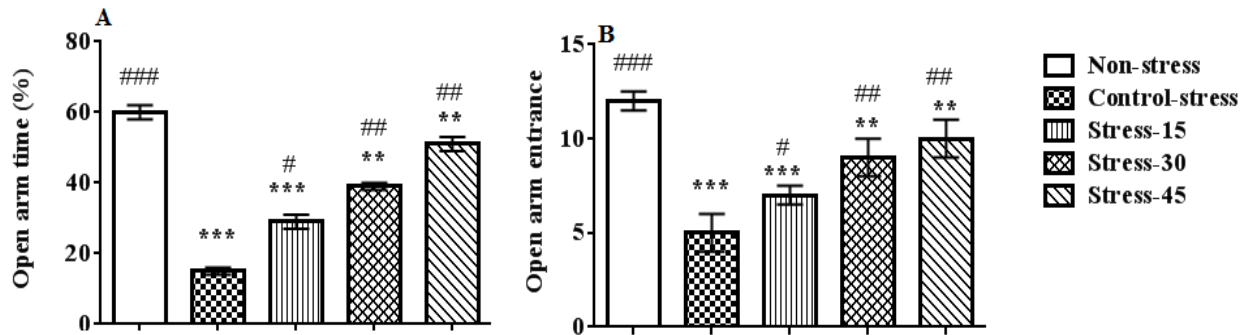 A
Open arm time (%)
80
60
40
20
0
###
***
#
***
##
**
##
**
B
Open arm entrance
15
10
5
0
###
***
#
***
##
**
##
**
Non-stress
Control-stress
Stress-15
Stress-30
Stress-45